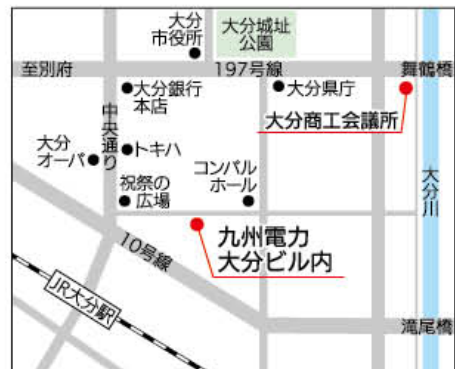 大分
市役所
大分城址
公園
至別府
197号線
舞鶴橋
大分銀行
本店
大分県庁
大分商工会議所
中央通り
大分
オーパ
トキハ
祝祭の
広場
コンパル
ホール
大分川
九州電力
大分ビル内
10号線
JR大分駅
滝尾橋